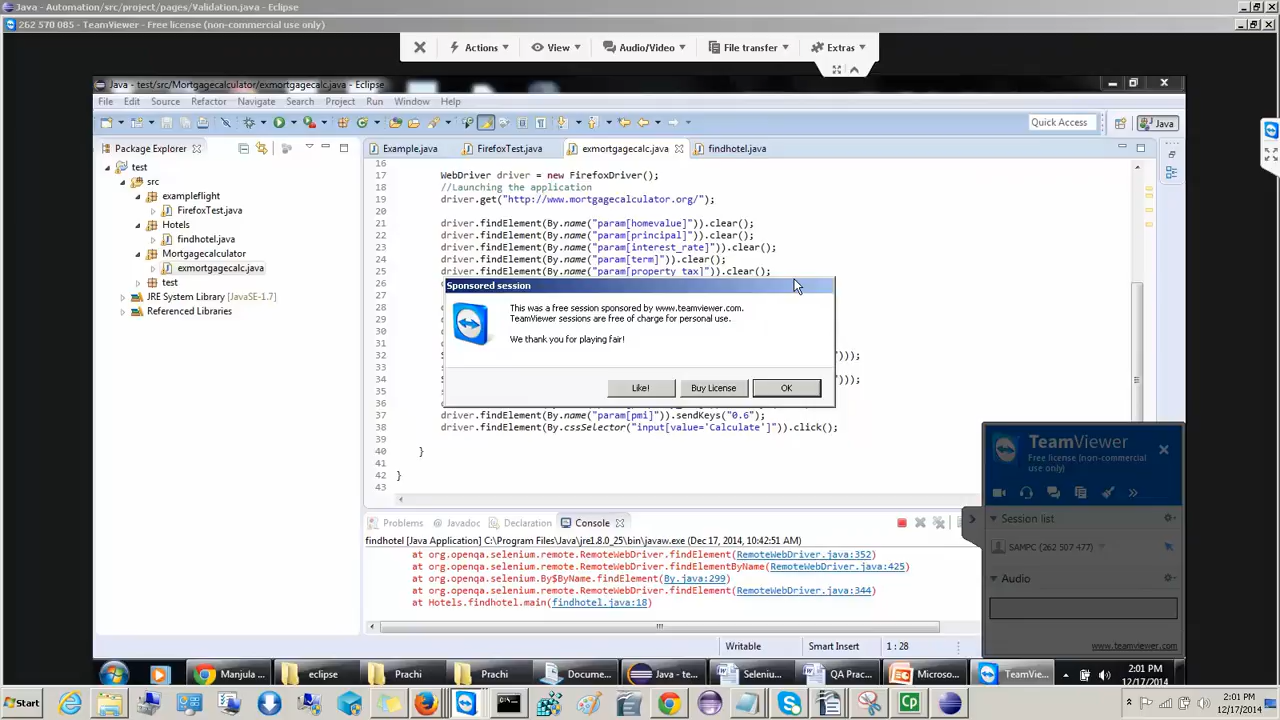 Java - Automation/src/project/pages/Validation.java - Eclipse
262 570 085 - TeamViewer - Free license (non-commercial use only)
Actions View Audio/Video File transfer Extras
Java - test/src/Mortgagecalculator/exmortgagecalc.java - Eclipse
File Edit Source Refactor Navigate Search Project Run Window Help
Quick Access Java
Package Explorer
test
src
exampleflight
FirefoxTest.java
Hotels
findhotel.java
Mortgagecalculator
exmortgagecalc.java
test
JRE System Library [JavaSE-1.7]
Referenced Libraries
Example.java FirefoxTest.java exmortgagecalc.java findhotel.java
16
17 WebDriver driver = new FirefoxDriver();
18 //Launching the application
19 driver.get("http://www.mortgagecalculator.org/");
20
21 driver.findElement(By.name("param[homevalue]")).clear();
22 driver.findElement(By.name("param[principal]")).clear();
23 driver.findElement(By.name("param[interest_rate]")).clear();
24 driver.findElement(By.name("param[term]")).clear();
25 driver.findElement(By.name("param[property_tax]")).clear();
26
27
28
29
30
31
32 ")));
33
34 ")));
35
36
37 driver.findElement(By.name("param[pmi]")).sendKeys("0.6");
38 driver.findElement(By.cssSelector("input[value='Calculate']")).click();
39
40 }
41
42 }
43
Sponsored session
This was a free session sponsored by www.teamviewer.com.
TeamViewer sessions are free of charge for personal use.
We thank you for playing fair!
Like! Buy License OK
Problems Javadoc Declaration Console
findhotel [Java Application] C:\Program Files\Java\jre1.8.0_25\bin\javaw.exe (Dec 17, 2014, 10:42:51 AM)
at org.openqa.selenium.remote.RemoteWebDriver.findElement(RemoteWebDriver.java:352)
at org.openqa.selenium.remote.RemoteWebDriver.findElementByName(RemoteWebDriver.java:425)
at org.openqa.selenium.By$ByName.findElement(By.java:299)
at org.openqa.selenium.remote.RemoteWebDriver.findElement(RemoteWebDriver.java:344)
at Hotels.findhotel.main(findhotel.java:18)
Writable Smart Insert 1 : 28
TeamViewer
Free license (non-commercial
use only)
Session list
SAMPC (262 507 477)
Audio
www.teamviewer.com
Manjula ... eclipse Prachi Prachi Docume... Java - te... Seleniu... QA Prac... Microso... TeamVie...
2:01 PM
12/17/2014
Start
2:01 PM
12/17/2014